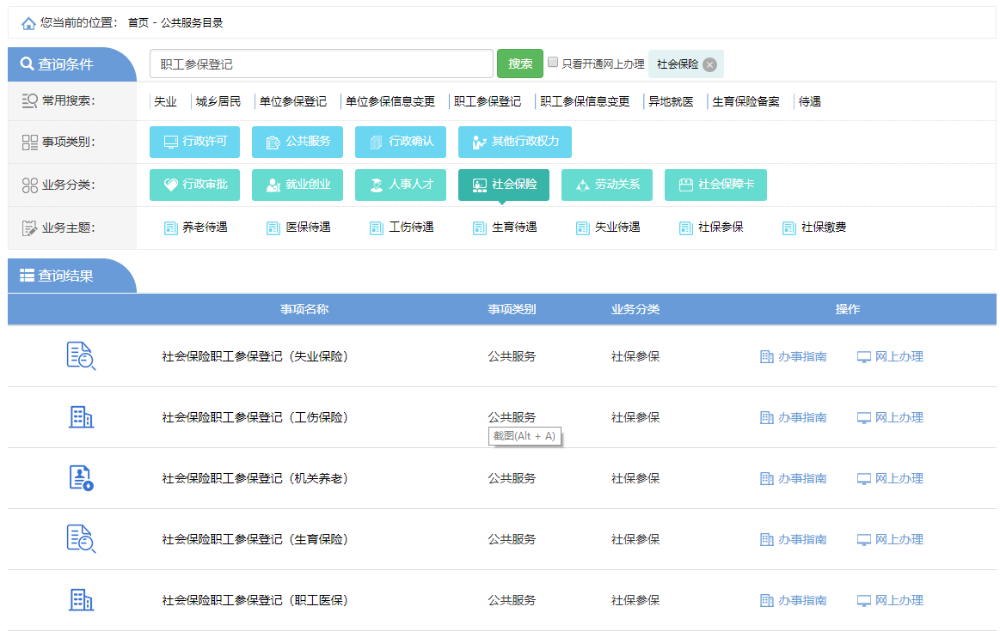 您当前的位置： 首页 - 公共服务目录
查询条件 职工参保登记 搜索 只看开通网上办理 社会保险
常用搜索： 失业 城乡居民 单位参保登记 单位参保信息变更 职工参保登记 职工参保信息变更 异地就医 生育保险备案 待遇
事项类别： 行政许可 公共服务 行政确认 其他行政权力
业务分类： 行政审批 就业创业 人事人才 社会保险 劳动关系 社会保障卡
业务主题： 养老待遇 医保待遇 工伤待遇 生育待遇 失业待遇 社保参保 社保缴费
查询结果
事项名称 事项类别 业务分类 操作
社会保险职工参保登记（失业保险） 公共服务 社保参保 办事指南 网上办理
社会保险职工参保登记（工伤保险） 公共服务 社保参保 办事指南 网上办理
截图(Alt + A)
社会保险职工参保登记（机关养老） 公共服务 社保参保 办事指南 网上办理
社会保险职工参保登记（生育保险） 公共服务 社保参保 办事指南 网上办理
社会保险职工参保登记（职工医保） 公共服务 社保参保 办事指南 网上办理